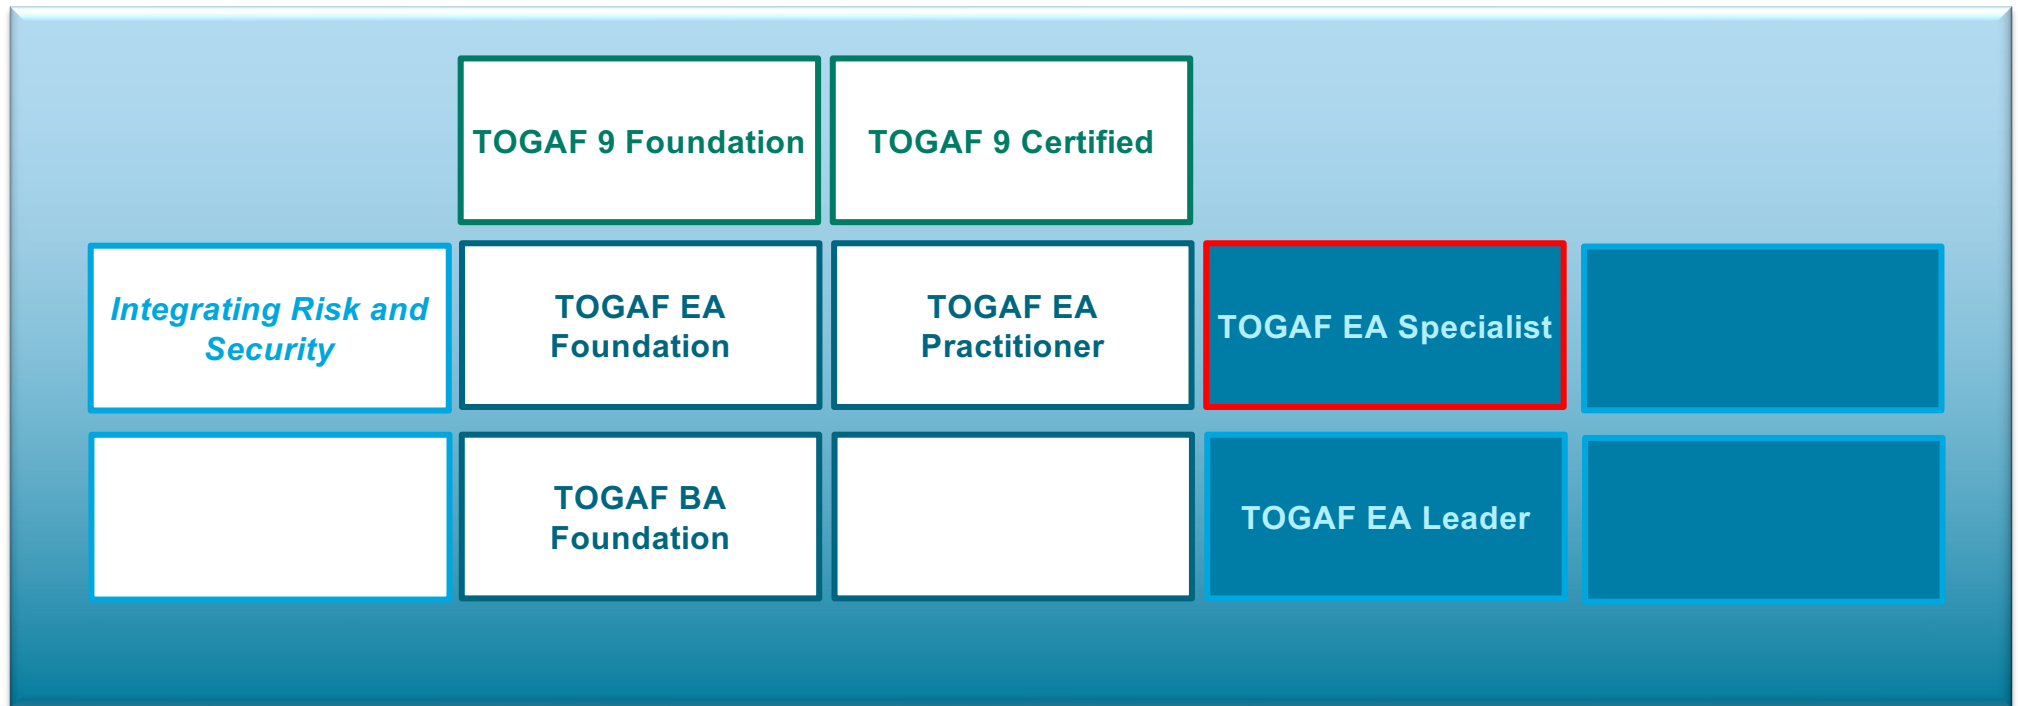 TOGAF 9 Foundation
TOGAF 9 Certified
Integrating Risk and
Security
TOGAF EA
Foundation
TOGAF EA
Practitioner
TOGAF EA Specialist
TOGAF BA
Foundation
TOGAF EA Leader